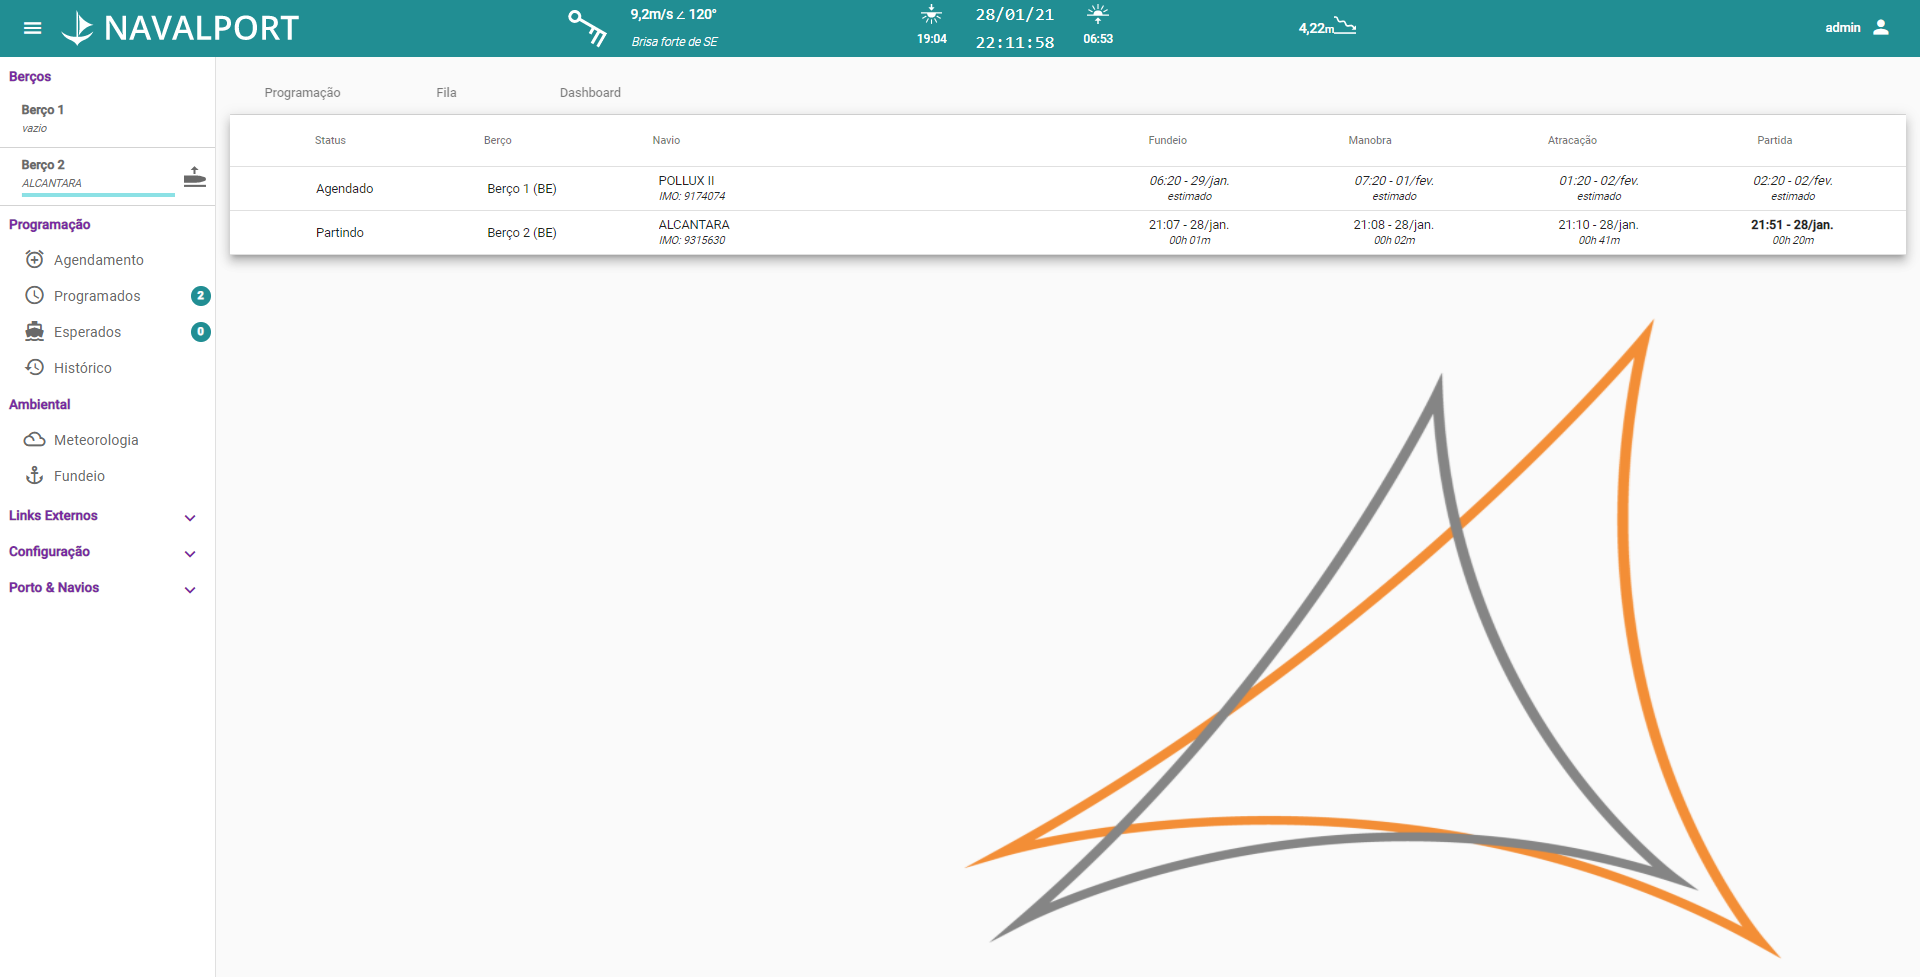 NAVALPORT
9,2m/s ∠ 120°
Brisa forte de SE
19:04
28/01/21
22:11:58
06:53
4,22m
admin
Berços
Berço 1
vazio
Berço 2
ALCANTARA
Programação
Agendamento
Programados 2
Esperados 0
Histórico
Ambiental
Meteorologia
Fundeio
Links Externos
Configuração
Porto & Navios
Programação Fila Dashboard
Status Berço Navio Fundeio Manobra Atracação Partida
Agendado Berço 1 (BE) POLLUX II 06:20 - 29/jan. 07:20 - 01/fev. 01:20 - 02/fev. 02:20 - 02/fev.
IMO: 9174074 estimado estimado estimado estimado
Partindo Berço 2 (BE) ALCANTARA 21:07 - 28/jan. 21:08 - 28/jan. 21:10 - 28/jan. 21:51 - 28/jan.
IMO: 9315630 00h 01m 00h 02m 00h 41m 00h 20m